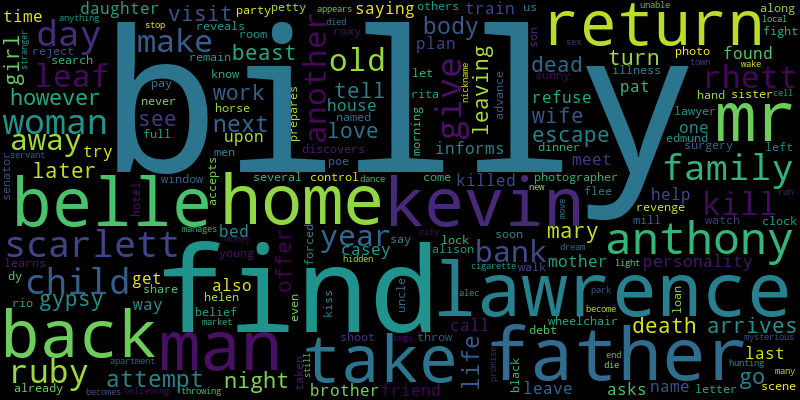 daughter visit train saying along
time party petty others us
girl day make beast reveals body plan found photo unable
leaf old turn local fight
however work tell leaving dead illness
woman see next upon house another give pat rhett
away love informs refuse wife escape
try later killed meet
billy return mr
belle home kevin family
kill help
scarlett year bank mary anthony
child bed offer casey mother personality
gypsy get also way
find lawrence
back man take father
death arrives
ruby attempt night life call last
brother friend leave asks name go scene
already becomes apartment believing throwing black letter many
stop room know horse never pay full men named poe
prepares discovers morning let rita nickname advance
son sunny sex wake town search hand sister cell
lawyer edmund surgery left one
senator servant window hotel accepts several control dance come
photographer dinner soon flee revenge mill watch clock run
learns dy share rio manages helen belief market young money
city forced even kiss hidden lock alison say walk uncle
cigarette new move dream light park become loan
wheelchair debt mysterious hunting end die
alec promise begs shoot throw taken still
anything died appears roxy stranger remain